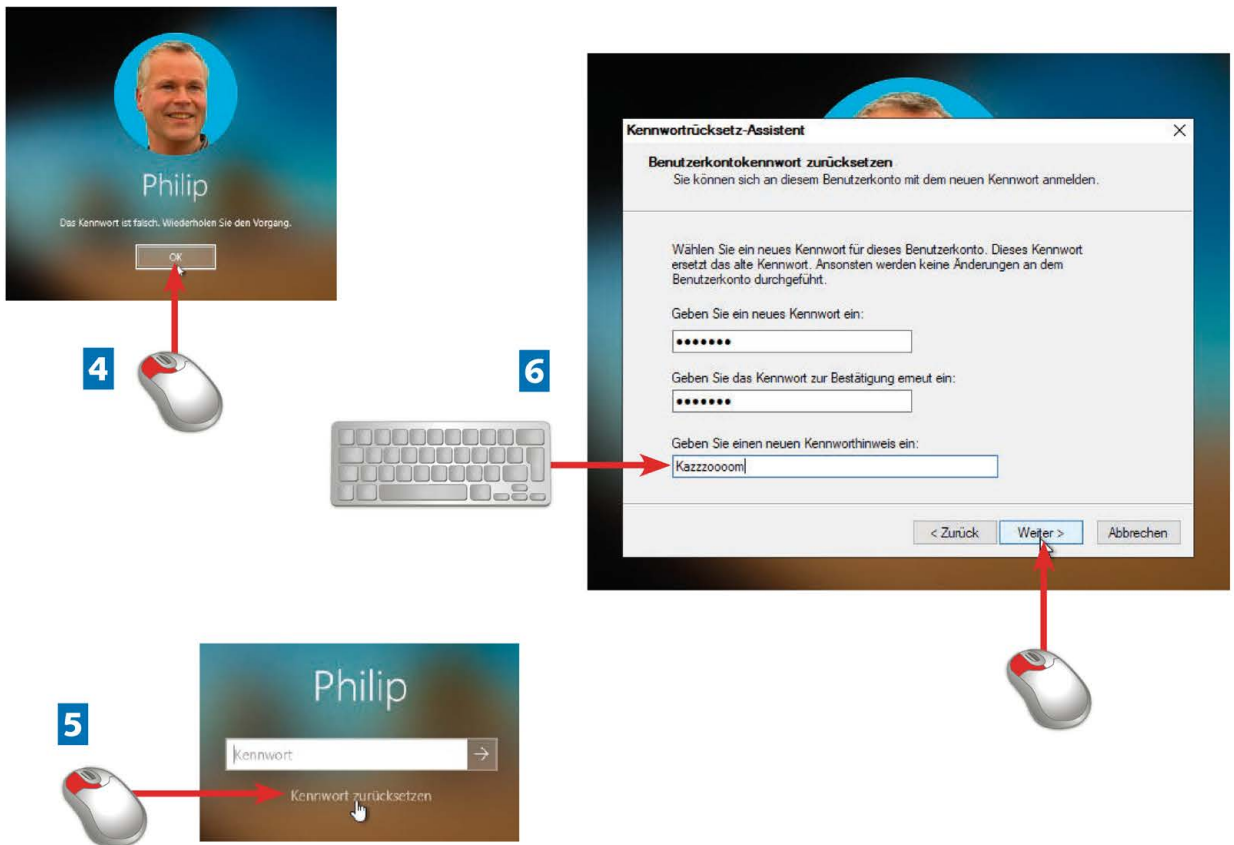 Philip
Das Kennwort ist falsch. Wiederholen Sie den Vorgang.
OK
4
5
Philip
Kennwort
Kennwort zurücksetzen
6
Kennwortrücksetz-Assistent
Benutzerkontokennwort zurücksetzen
Sie können sich an diesem Benutzerkonto mit dem neuen Kennwort anmelden.
Wählen Sie ein neues Kennwort für dieses Benutzerkonto. Dieses Kennwort
ersetzt das alte Kennwort. Ansonsten werden keine Änderungen an dem
Benutzerkonto durchgeführt.
Geben Sie ein neues Kennwort ein:
•••••••
Geben Sie das Kennwort zur Bestätigung erneut ein:
•••••••
Geben Sie einen neuen Kennworthinweis ein:
Kazzzoooom
< Zurück Weiter > Abbrechen